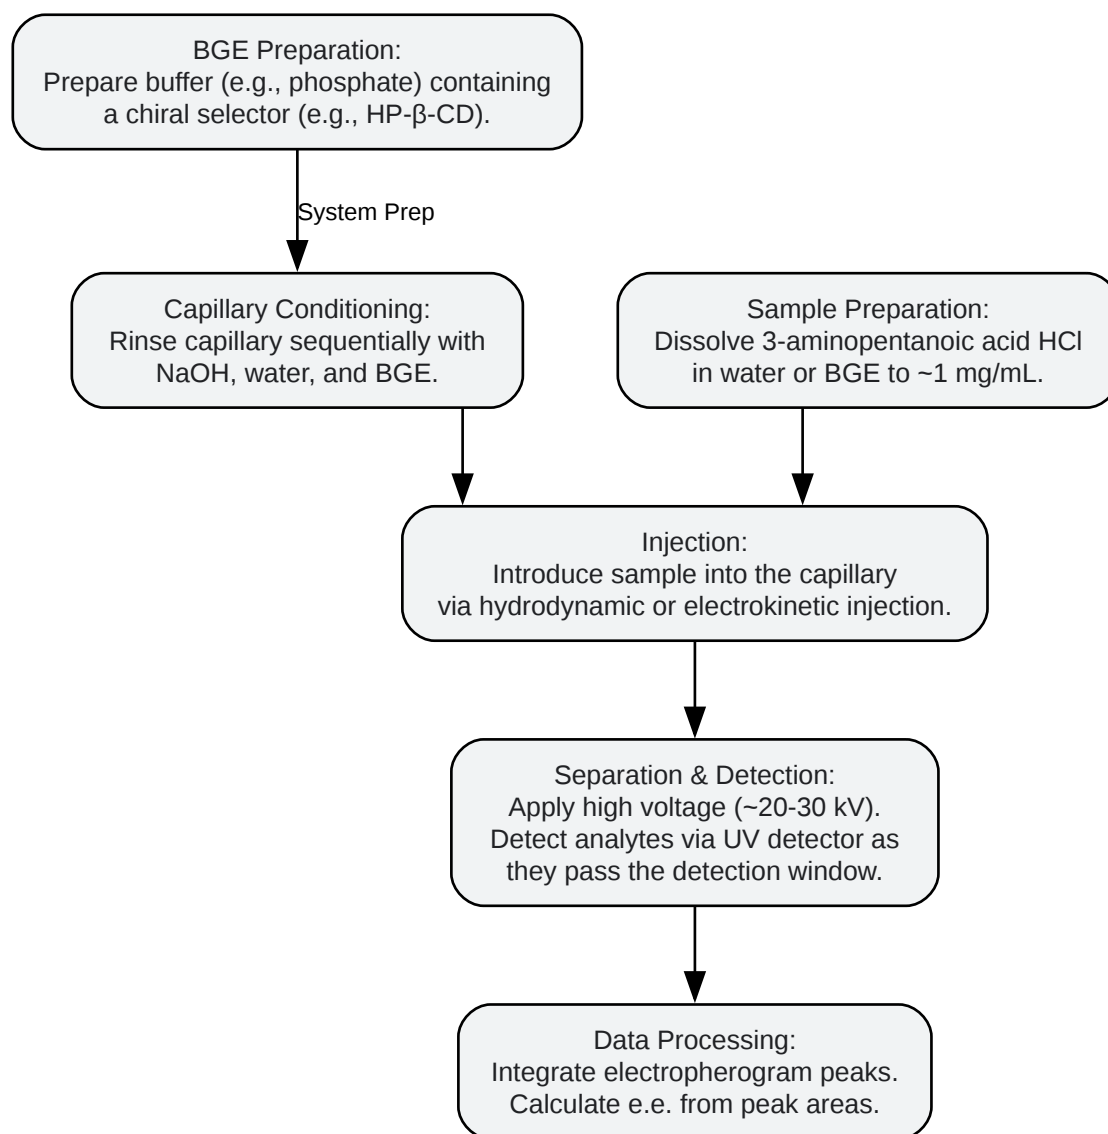 BGE Preparation:
Prepare buffer (e.g., phosphate) containing
a chiral selector (e.g., HP-β-CD).
System Prep
Capillary Conditioning:
Rinse capillary sequentially with
NaOH, water, and BGE.
Sample Preparation:
Dissolve 3-aminopentanoic acid HCl
in water or BGE to ~1 mg/mL.
Injection:
Introduce sample into the capillary
via hydrodynamic or electrokinetic injection.
Separation & Detection:
Apply high voltage (~20-30 kV).
Detect analytes via UV detector as
they pass the detection window.
Data Processing:
Integrate electropherogram peaks.
Calculate e.e. from peak areas.